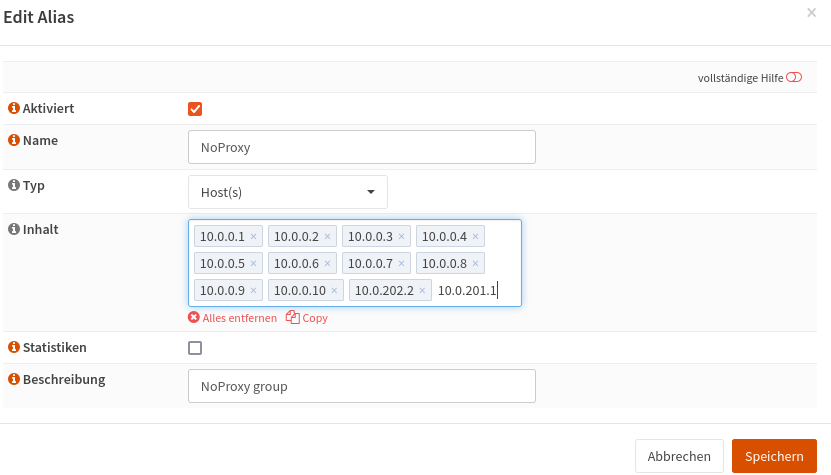 Edit Alias
×
vollständige Hilfe
Aktiviert
Name
NoProxy
Typ
Host(s)
Inhalt
10.0.0.1 × 10.0.0.2 × 10.0.0.3 × 10.0.0.4 ×
10.0.0.5 × 10.0.0.6 × 10.0.0.7 × 10.0.0.8 ×
10.0.0.9 × 10.0.0.10 × 10.0.202.2 × 10.0.201.1
Alles entfernen Copy
Statistiken
Beschreibung
NoProxy group
Abbrechen Speichern